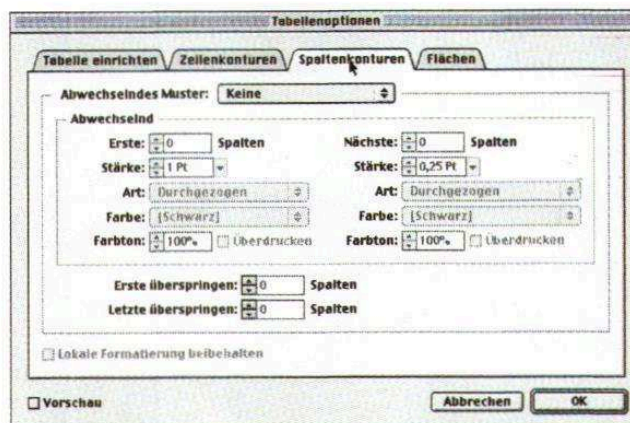 Tabellenoptionen
Tabelle einrichten Zeilenkonturen Spaltenkonturen Flächen
Abwechselndes Muster: Keine
Abwechselnd
Erste: 0 Spalten Nächste: 0 Spalten
Stärke: 1 Pt Stärke: 0,25 Pt
Art: Durchgezogen Art: Durchgezogen
Farbe: [Schwarz] Farbe: [Schwarz]
Farbton: 100% Überdrucken Farbton: 100% Überdrucken
Erste überspringen: 0 Spalten
Letzte überspringen: 0 Spalten
Lokale Formatierung beibehalten
Vorschau Abbrechen OK